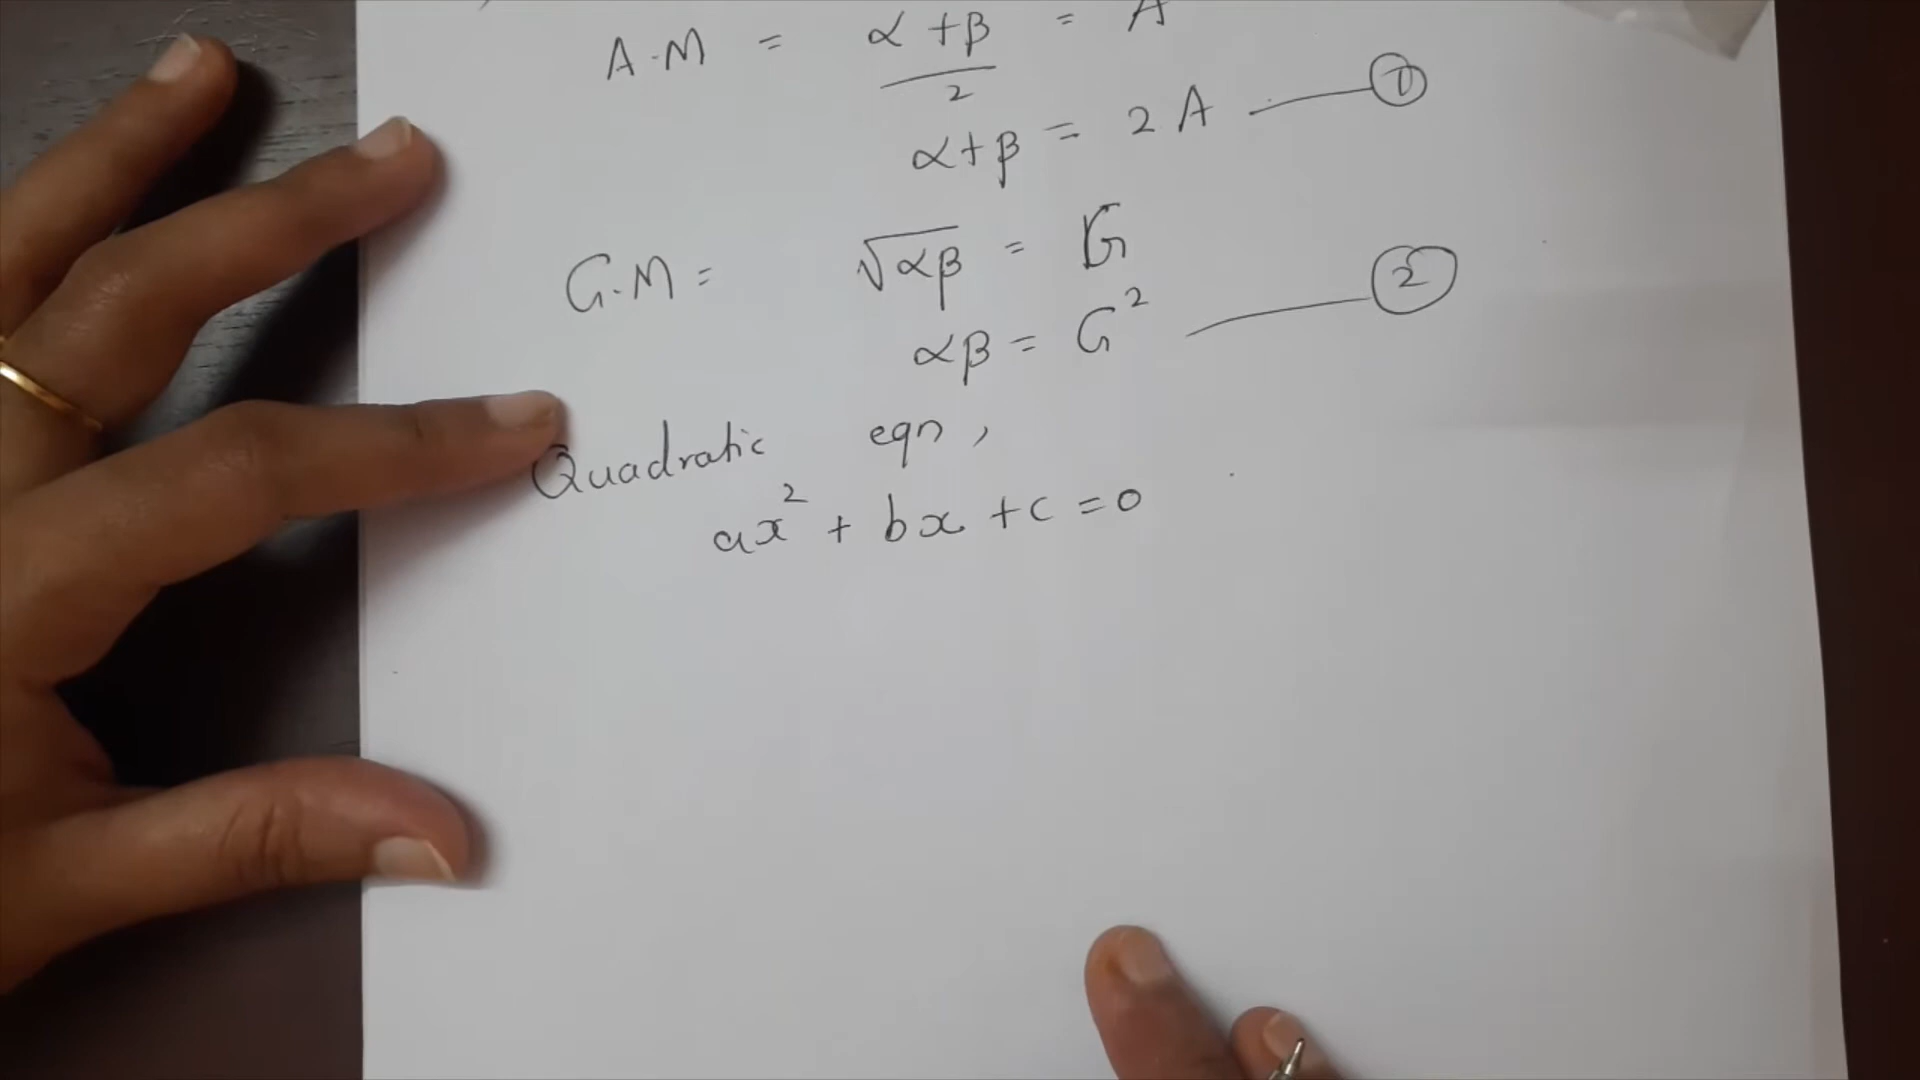 A.M = α+β/2 = A
α+β = 2A ①
G.M = √αβ = G
αβ = G² ②
Quadratic eqn,
ax² + bx + c = 0